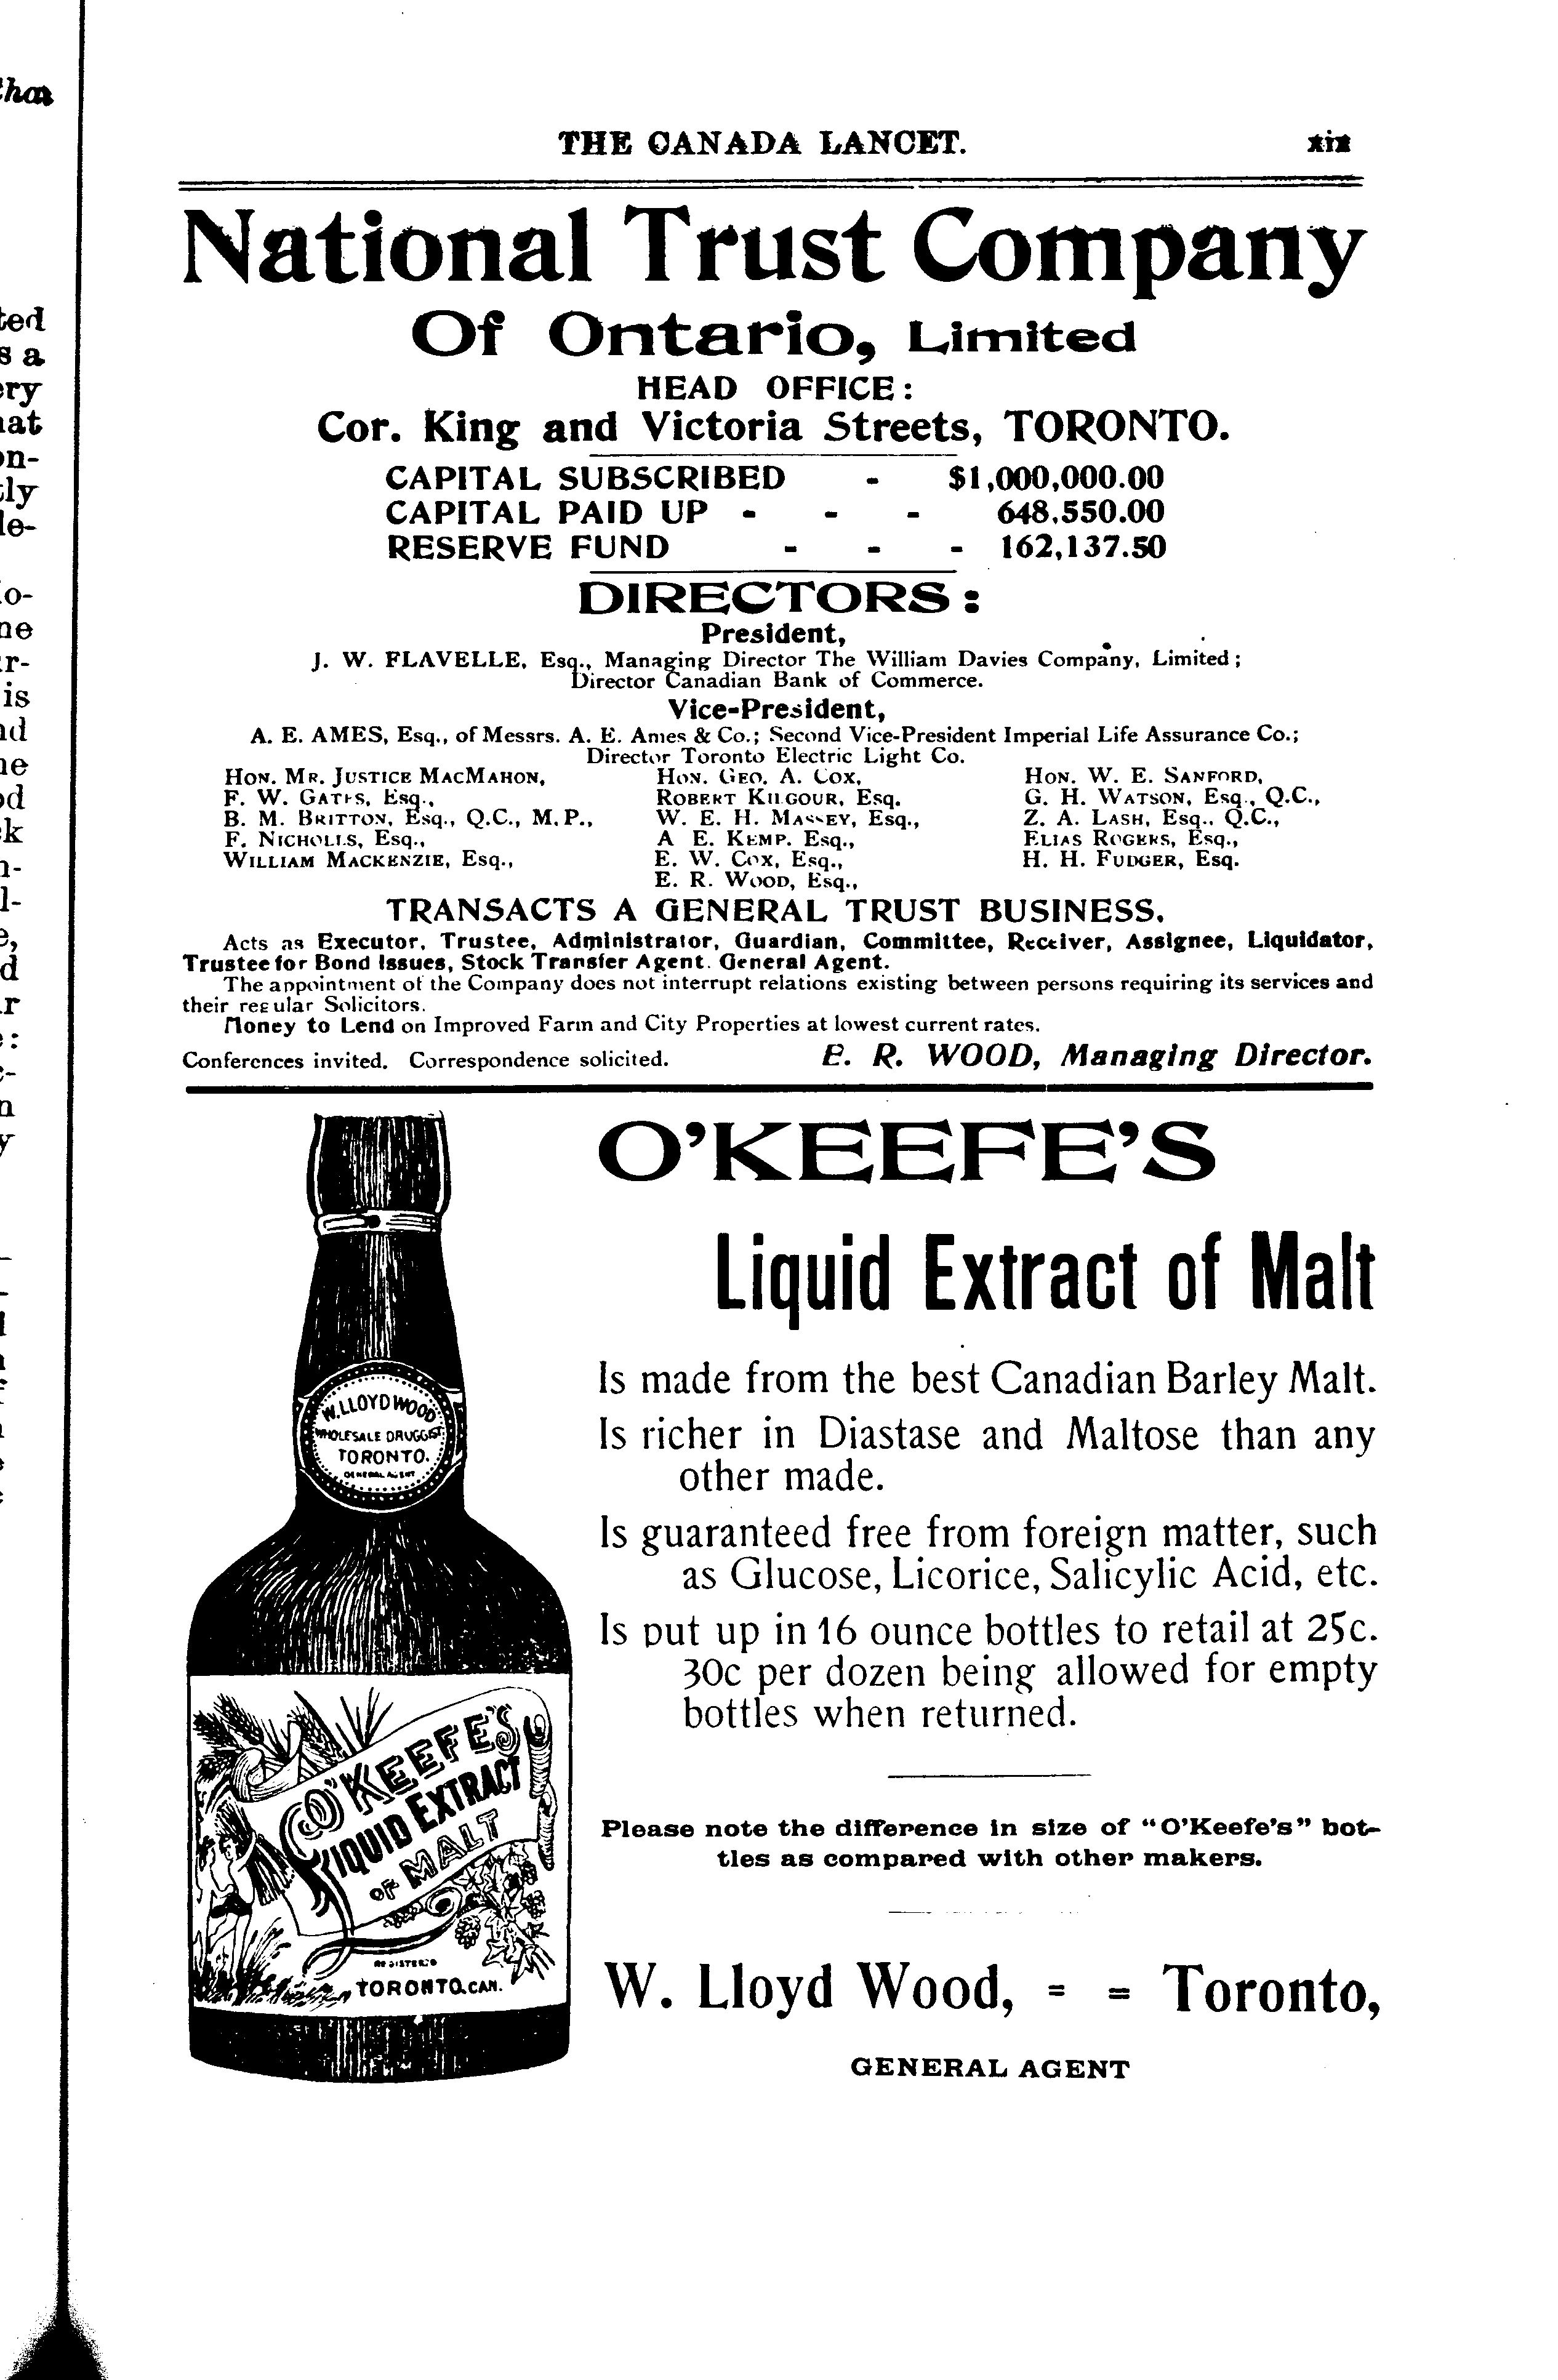 THE CANADA LANCET. xix
National Trust Company
Of Ontario, Limited
HEAD OFFICE:
Cor. King and Victoria Streets, TORONTO.
CAPITAL SUBSCRIBED - $1,000,000.00
CAPITAL PAID UP - - - 648,550.00
RESERVE FUND - - - 162,137.50
DIRECTORS:
President,
J. W. FLAVELLE, Esq., Managing Director The William Davies Company, Limited;
Director Canadian Bank of Commerce.
Vice-President,
A. E. AMES, Esq., of Messrs. A. E. Ames & Co.; Second Vice-President Imperial Life Assurance Co.;
Director Toronto Electric Light Co.
HON. MR. JUSTICE MACMAHON,
F. W. GATES, Esq.,
B. M. BRITTON, Esq., Q.C., M.P.,
F. NICHOLLS, Esq.,
WILLIAM MACKENZIE, Esq.,
HON. GEO. A. COX,
ROBERT KILGOUR, Esq.
W. E. H. MASSEY, Esq.,
A E. KEMP. Esq.,
E. W. COX, Esq.,
E. R. WOOD, Esq.,
HON. W. E. SANFORD,
G. H. WATSON, Esq., Q.C.,
Z. A. LASH, Esq., Q.C.,
ELIAS ROGERS, Esq.,
H. H. FUDGER, Esq.
TRANSACTS A GENERAL TRUST BUSINESS.
Acts as Executor, Trustee, Administrator, Guardian, Committee, Receiver, Assignee, Liquidator,
Trustee for Bond Issues, Stock Transfer Agent. General Agent.
The appointment of the Company does not interrupt relations existing between persons requiring its services and
their regular Solicitors.
Money to Lend on Improved Farm and City Properties at lowest current rates.
Conferences invited. Correspondence solicited. E. R. WOOD, Managing Director.
O'KEEFE'S
Liquid Extract of Malt
Is made from the best Canadian Barley Malt.
Is richer in Diastase and Maltose than any
other made.
Is guaranteed free from foreign matter, such
as Glucose, Licorice, Salicylic Acid, etc.
Is put up in 16 ounce bottles to retail at 25c.
30c per dozen being allowed for empty
bottles when returned.
Please note the difference in size of "O'Keefe's" bot-
tles as compared with other makers.
W. Lloyd Wood, = = Toronto,
GENERAL AGENT
W. LLOYD WOOD
WHOLESALE DRUGGIST
TORONTO.
GENERAL AGENT
O'KEEFE'S
LIQUID EXTRACT
OF MALT
REGISTERED
TORONTO.CAN.